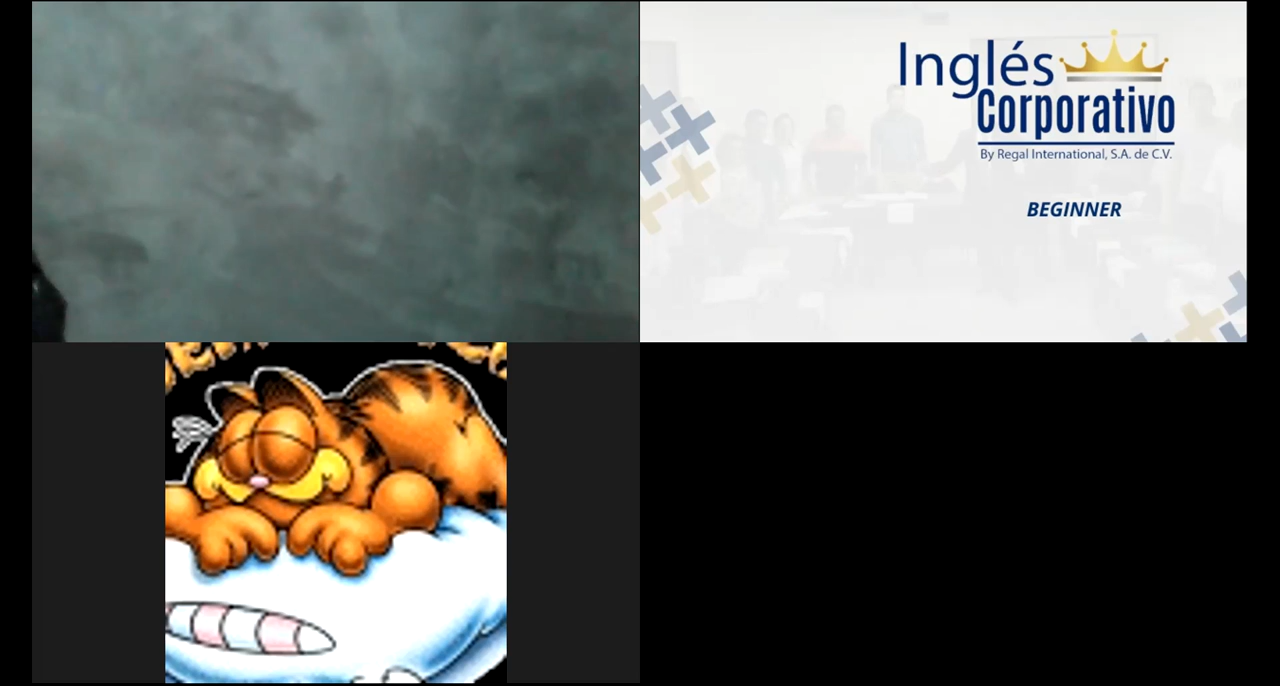 Inglés
Corporativo
By Regal International, S.A. de C.V.
BEGINNER